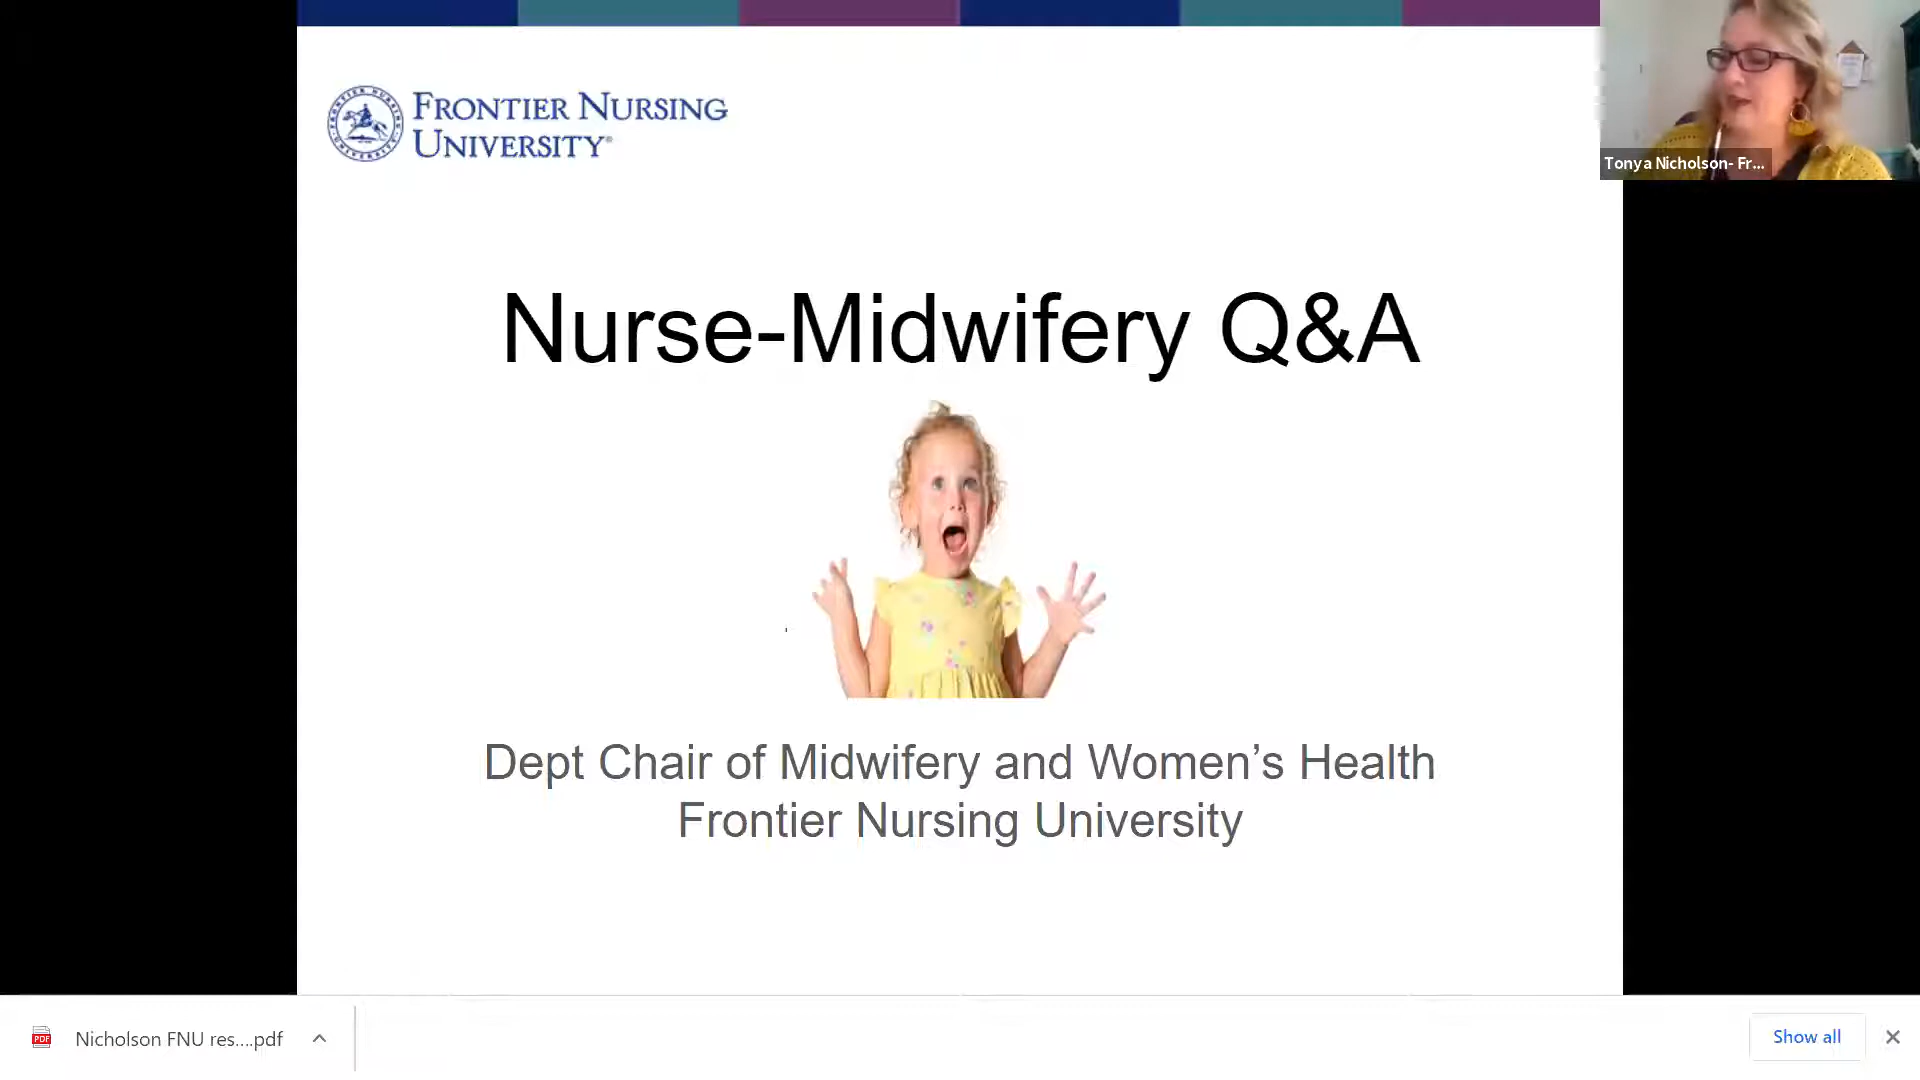 FRONTIER NURSING
UNIVERSITY
Tonya Nicholson- Fr...
Nurse-Midwifery Q&A
Dept Chair of Midwifery and Women’s Health
Frontier Nursing University
Nicholson FNU res....pdf
Show all